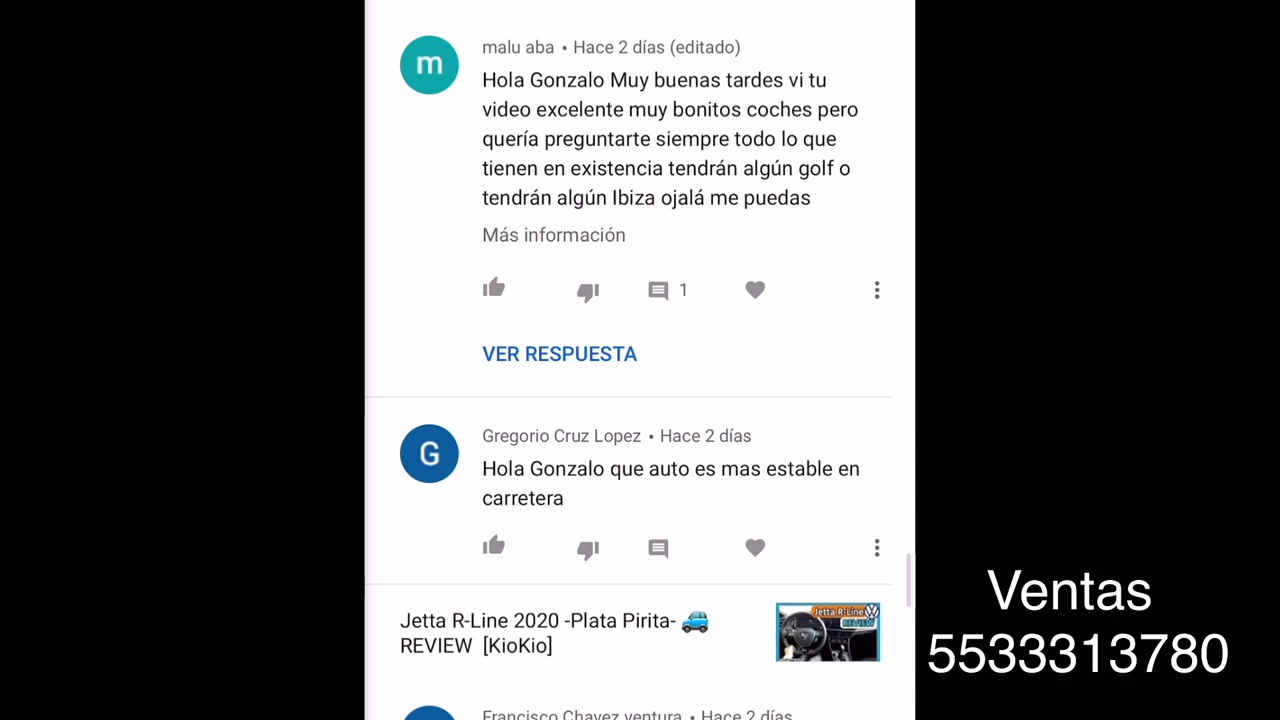 m
malu aba • Hace 2 días (editado)
Hola Gonzalo Muy buenas tardes vi tu
video excelente muy bonitos coches pero
quería preguntarte siempre todo lo que
tienen en existencia tendrán algún golf o
tendrán algún Ibiza ojalá me puedas
Más información
1
VER RESPUESTA
G
Gregorio Cruz Lopez • Hace 2 días
Hola Gonzalo que auto es mas estable en
carretera
Jetta R-Line 2020 -Plata Pirita- 🚙
REVIEW [KioKio]
Jetta R-Line
REVIEW
Francisco Chavez ventura • Hace 2 días
Ventas
5533313780